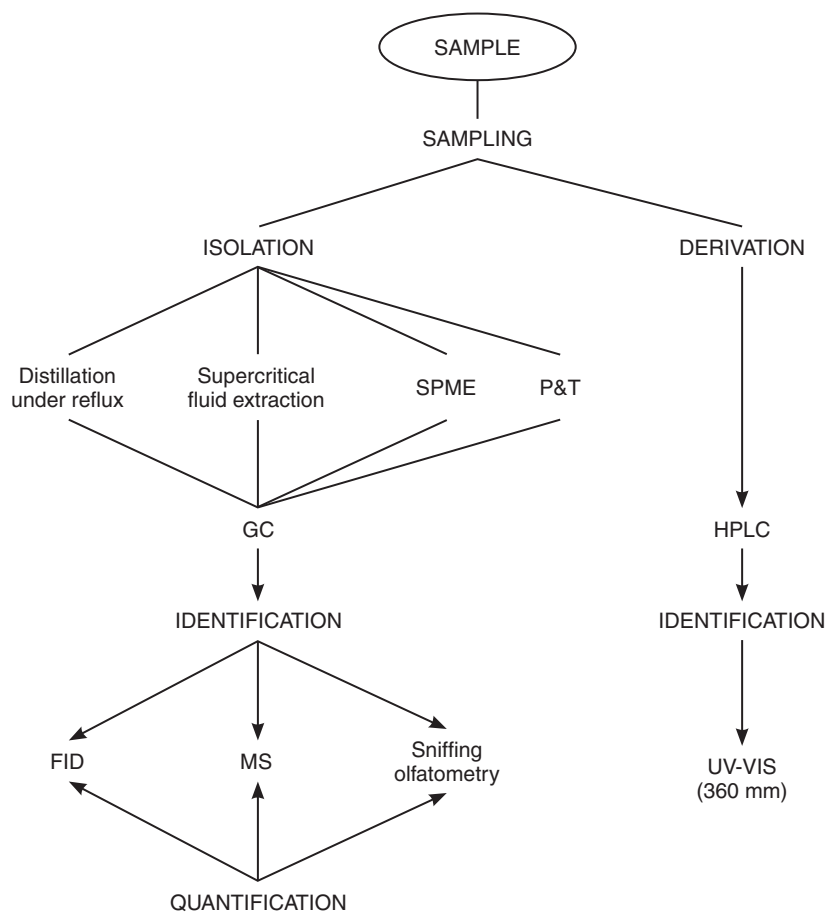 SAMPLE
SAMPLING
ISOLATION
DERIVATION
Distillation
under reflux
Supercritical
fluid extraction
SPME
P&T
GC
HPLC
IDENTIFICATION
IDENTIFICATION
FID
MS
Sniffing
olfatometry
UV-VIS
(360 mm)
QUANTIFICATION